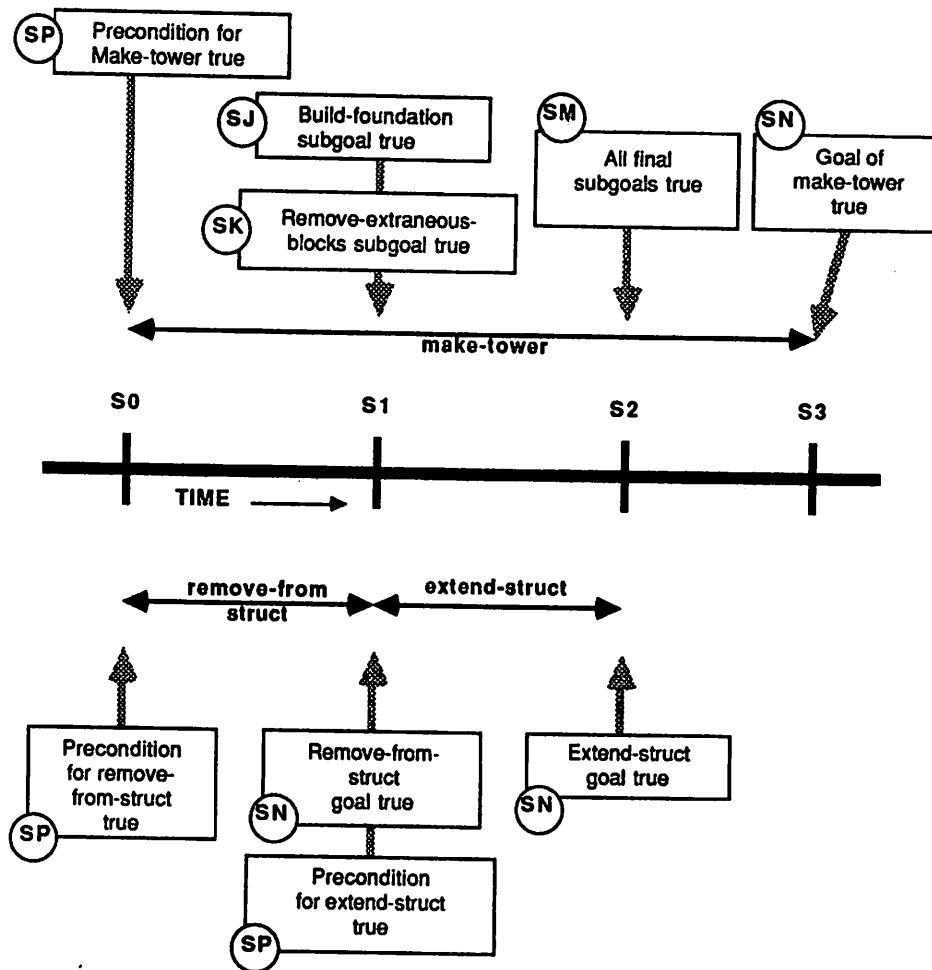 SP
Precondition for
Make-tower true
SJ
Build-foundation
subgoal true
SK
Remove-extraneous-
blocks subgoal true
SM
All final
subgoals true
SN
Goal of
make-tower
true
make-tower
S0
S1
S2
S3
TIME
remove-from
struct
extend-struct
Precondition
for remove-
from-struct
true
SP
Remove-from-
struct
goal true
SN
Precondition
for extend-struct
true
SP
Extend-struct
goal true
SN